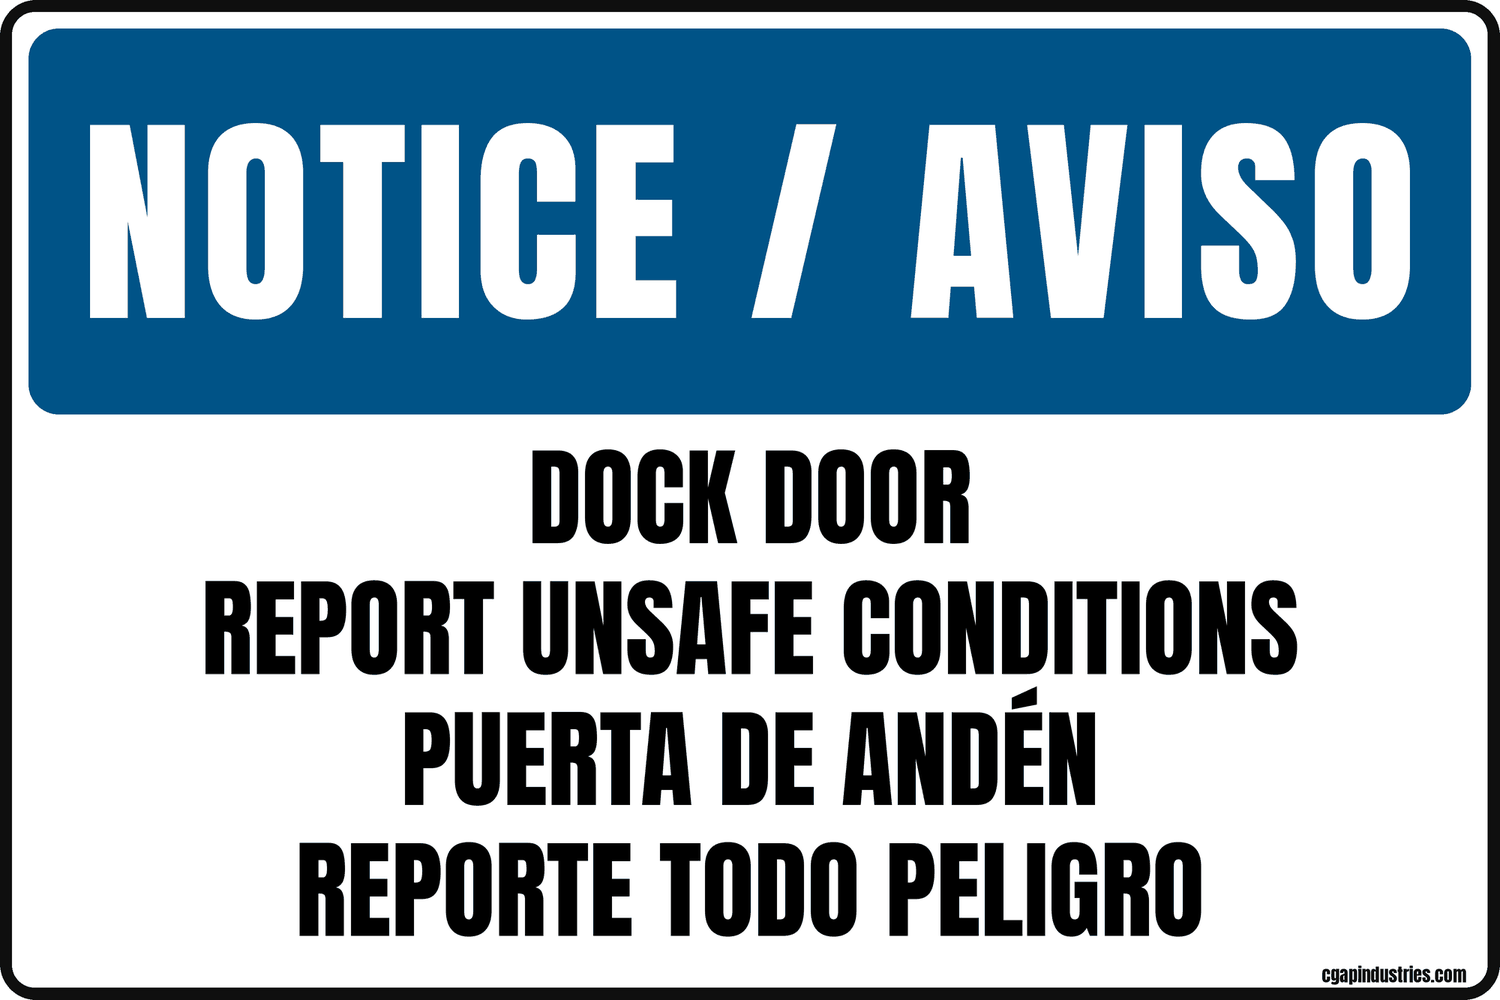 NOTICE / AVISO
DOCK DOOR
REPORT UNSAFE CONDITIONS
PUERTA DE ANDÉN
REPORTE TODO PELIGRO
cgapindustries.com